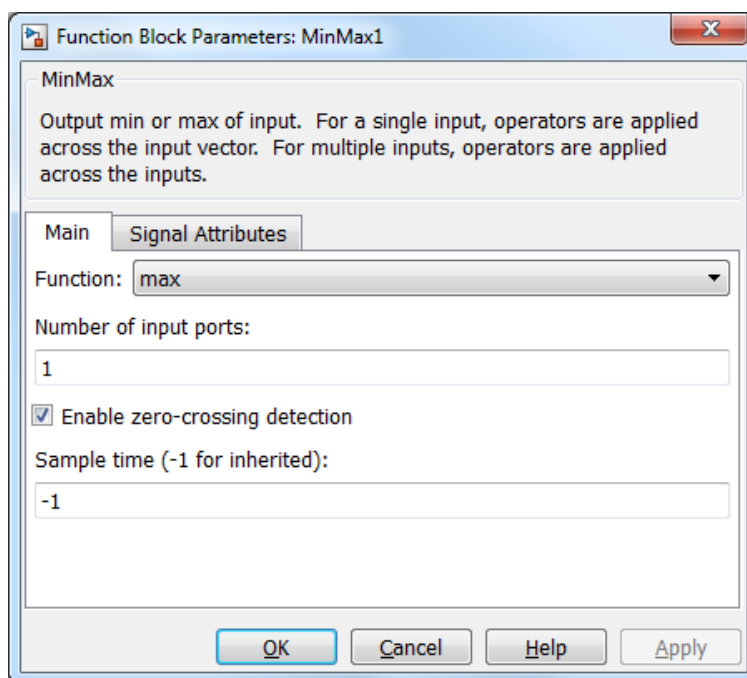 Function Block Parameters: MinMax1
X
MinMax
Output min or max of input.  For a single input, operators are applied
across the input vector.  For multiple inputs, operators are applied
across the inputs.
Main
Signal Attributes
Function: max
Number of input ports:
1
Enable zero-crossing detection
Sample time (-1 for inherited):
-1
OK Cancel Help Apply